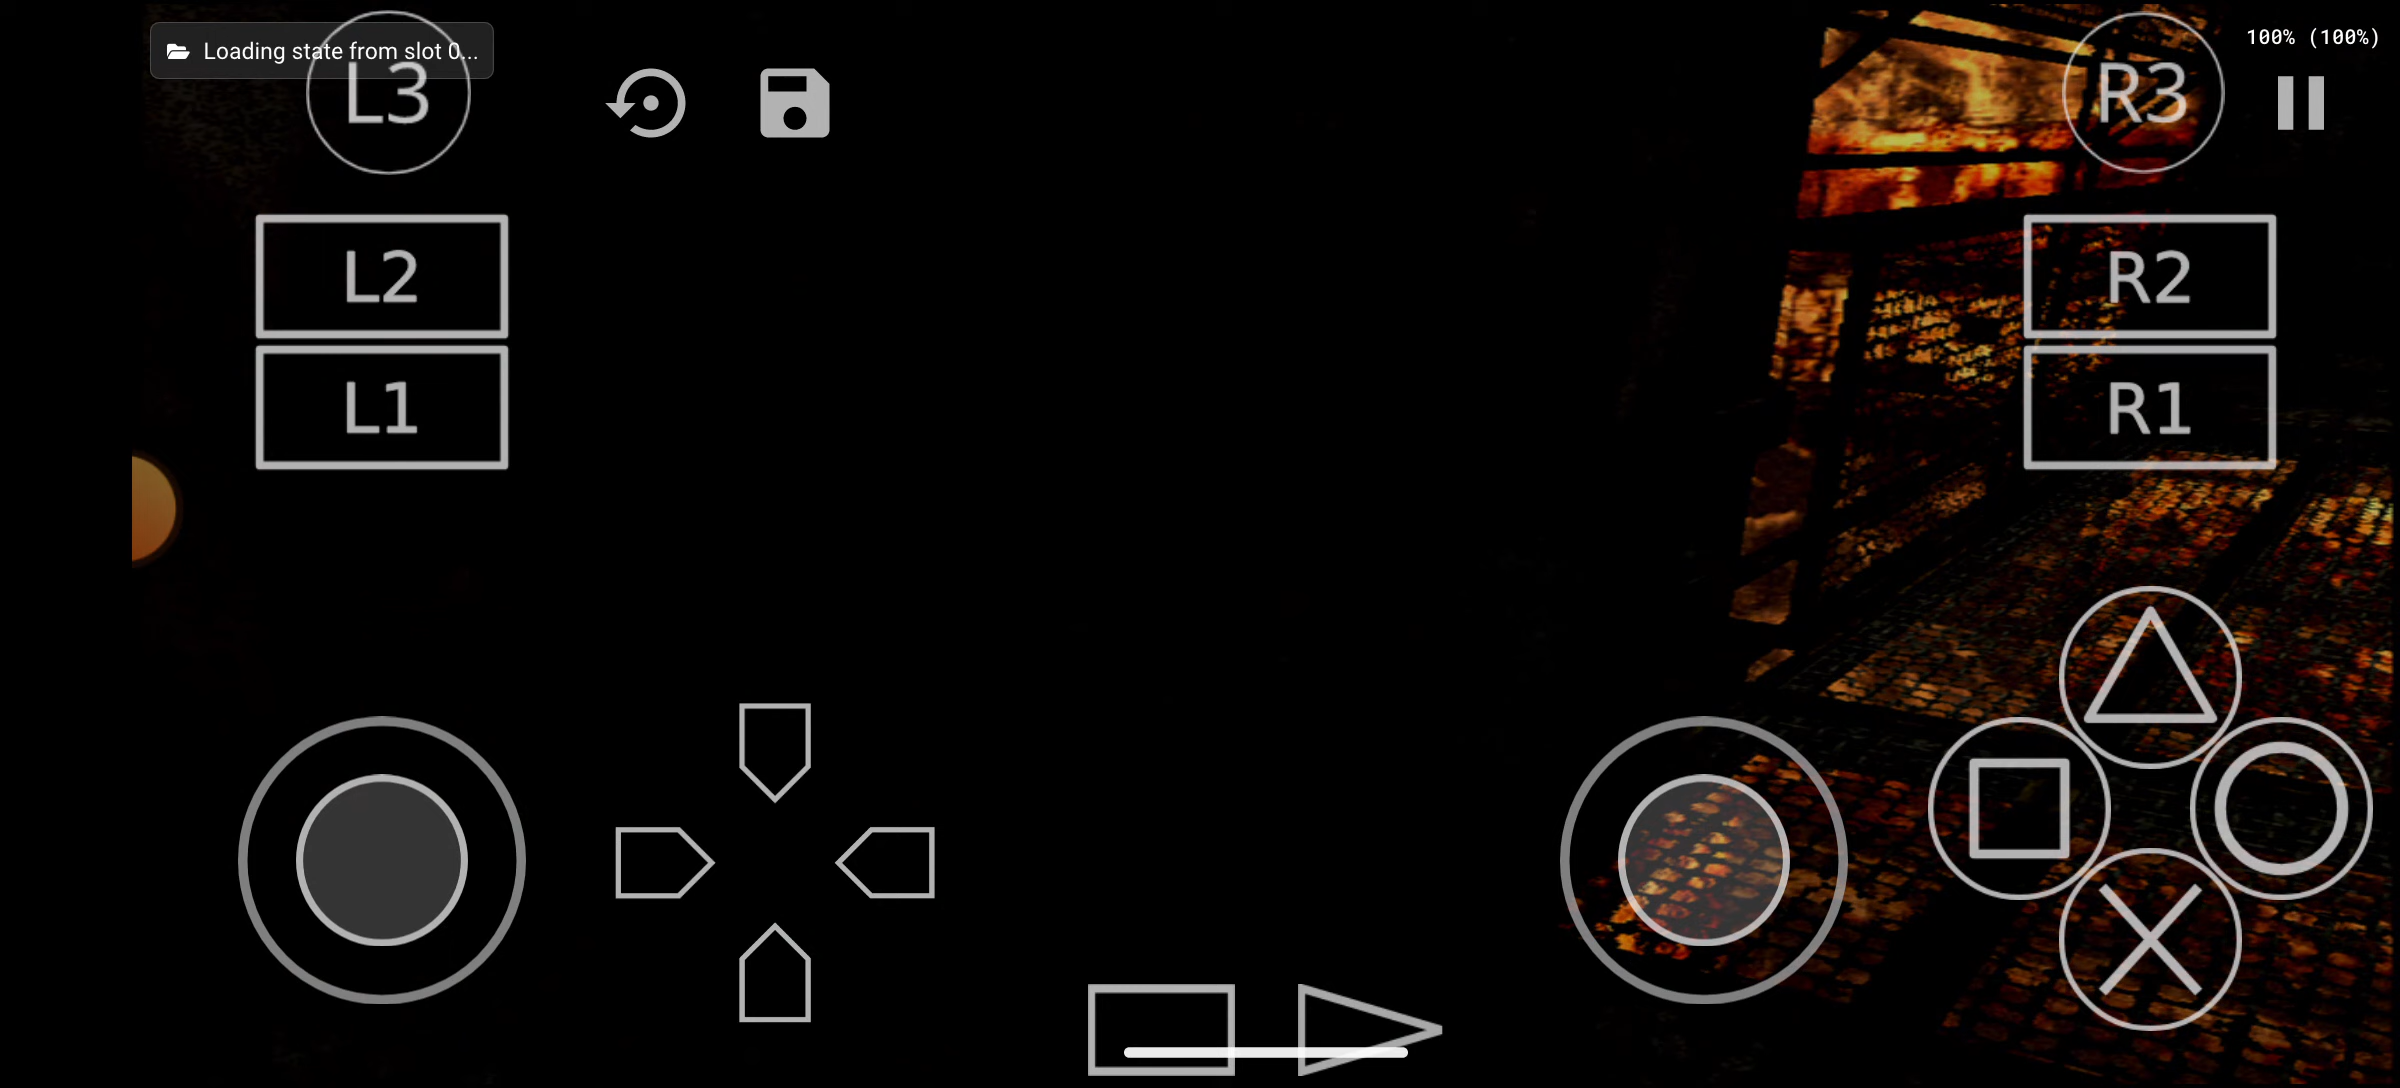 Loading state from slot 0...
100% (100%)
L3
R3
L2
R2
L1
R1